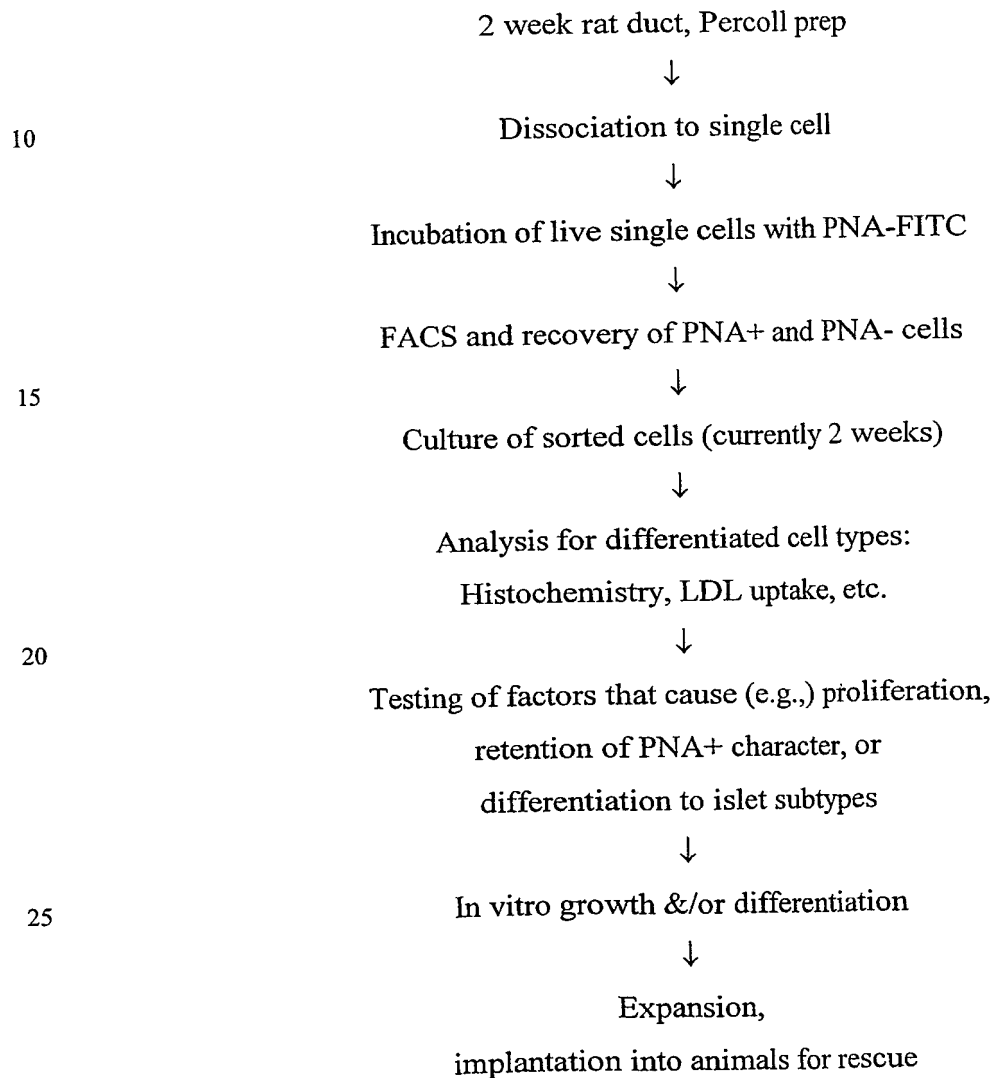 2 week rat duct, Percoll prep
↓
10 Dissociation to single cell
↓
Incubation of live single cells with PNA-FITC
↓
FACS and recovery of PNA+ and PNA- cells
↓
15 Culture of sorted cells (currently 2 weeks)
↓
Analysis for differentiated cell types:
Histochemistry, LDL uptake, etc.
↓
20 Testing of factors that cause (e.g.,) proliferation,
retention of PNA+ character, or
differentiation to islet subtypes
↓
25 In vitro growth &/or differentiation
↓
Expansion,
implantation into animals for rescue